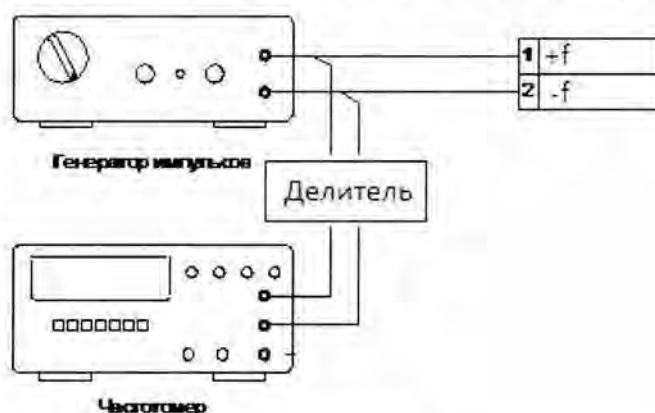 1 +f
2 -f
Генератор импульсов
Делитель
Частотомер